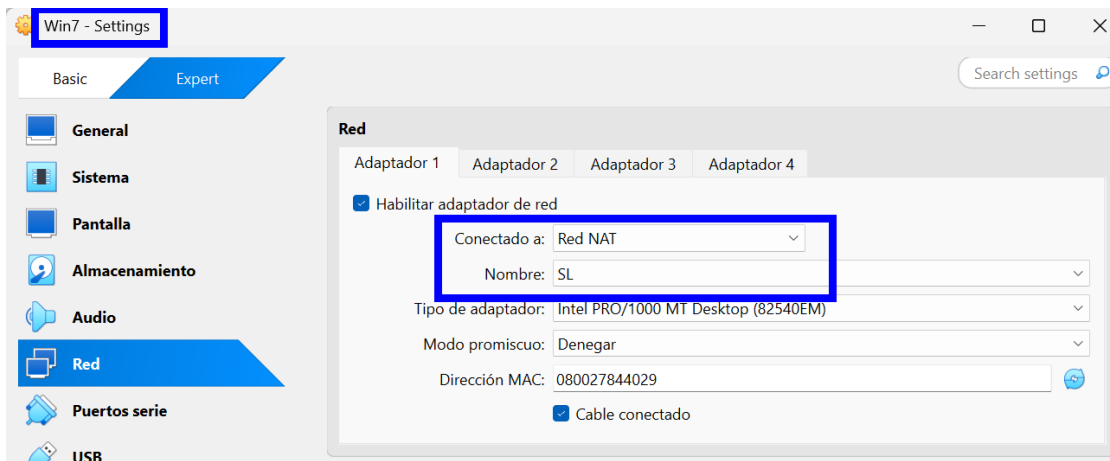 Win7 - Settings
Basic Expert Search settings
General
Sistema
Pantalla
Almacenamiento
Audio
Red
Puertos serie
USB
Red
Adaptador 1 Adaptador 2 Adaptador 3 Adaptador 4
Habilitar adaptador de red
Conectado a: Red NAT
Nombre: SL
Tipo de adaptador: Intel PRO/1000 MT Desktop (82540EM)
Modo promiscuo: Denegar
Dirección MAC: 080027844029
Cable conectado